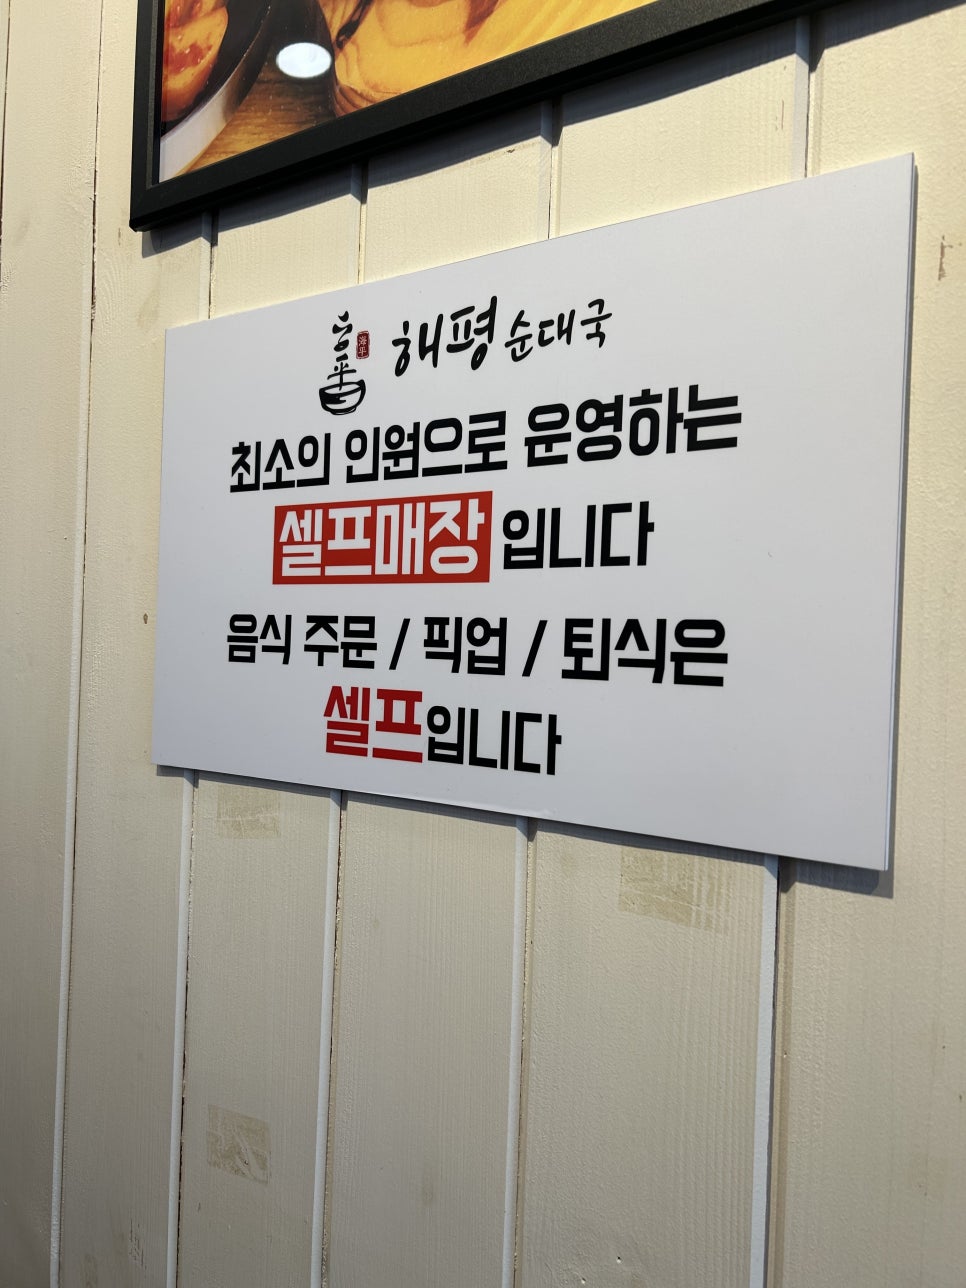 해평 순대국
최소의 인원으로 운영하는
셀프매장 입니다
음식 주문 / 픽업 / 퇴식은
셀프입니다